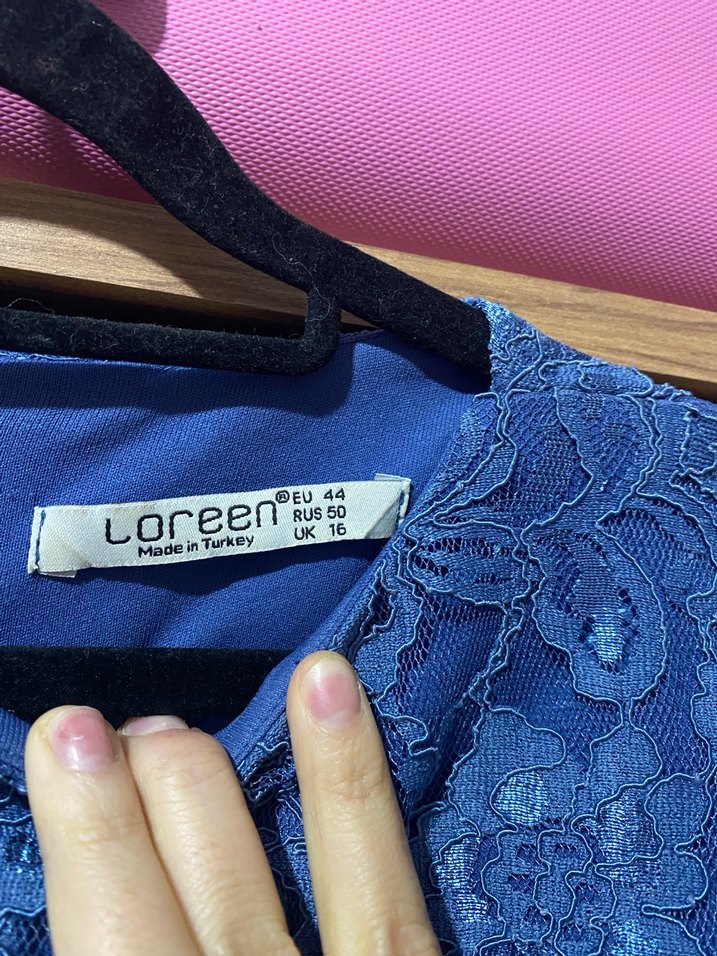 Loreen®
Made in Turkey
EU 44
RUS 50
UK 16